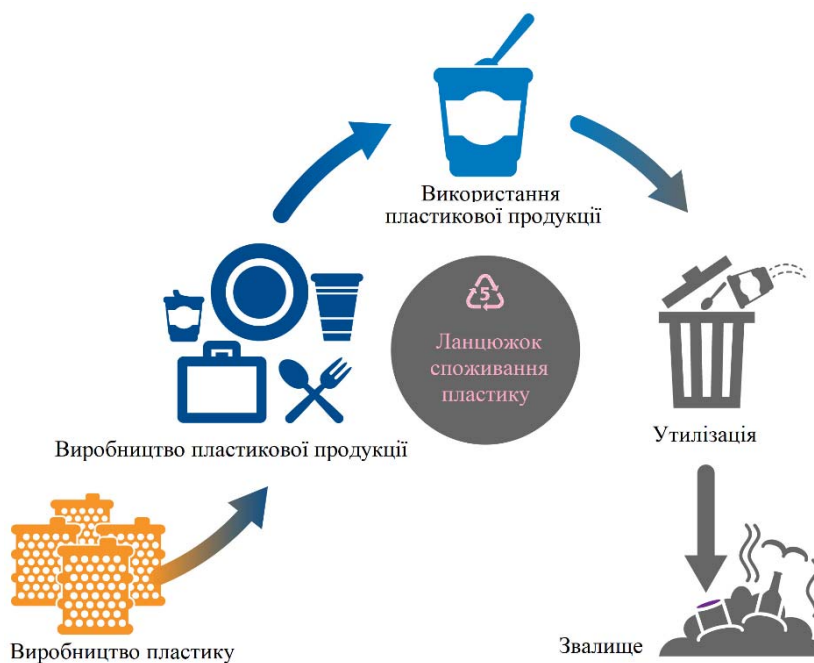 Використання
пластикової продукції
5
Ланцюжок
споживання
пластику
Утилізація
Виробництво пластикової продукції
Звалище
Виробництво пластику